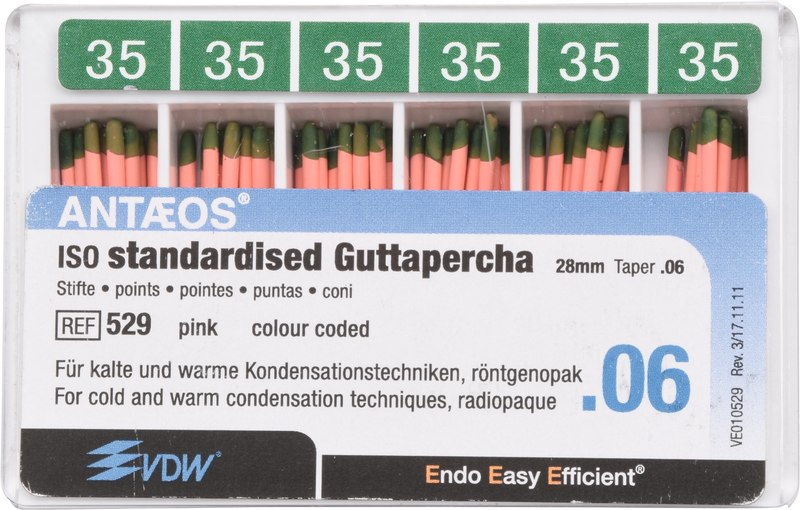 35 35 35 35 35 35
ANTÆOS®
ISO standardised Guttapercha 28mm Taper .06
Stifte • points • pointes • puntas • coni
REF 529 pink colour coded
Für kalte und warme Kondensationstechniken, röntgenopak
For cold and warm condensation techniques, radiopaque
.06
VE010529 Rev. 3/17.11.11
VDW®
Endo Easy Efficient®